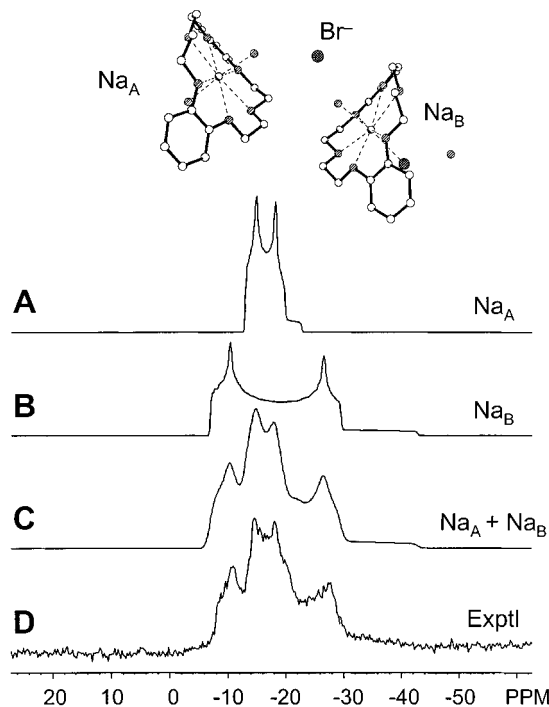 Br⁻
Na_A
Na_B
A
Na_A
B
Na_B
C
Na_A + Na_B
D
Exptl
20 10 0 -10 -20 -30 -40 -50 PPM